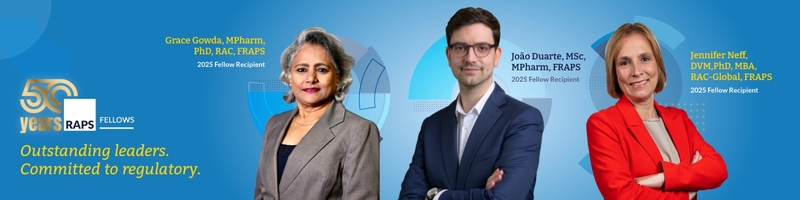 Grace Gowda, MPharm,
PhD, RAC, FRAPS
2025 Fellow Recipient
João Duarte, MSc,
MPharm, FRAPS
2025 Fellow Recipient
Jennifer Neff,
DVM,PhD, MBA,
RAC-Global, FRAPS
2025 Fellow Recipient
50
years
RAPS
FELLOWS
Outstanding leaders.
Committed to regulatory.